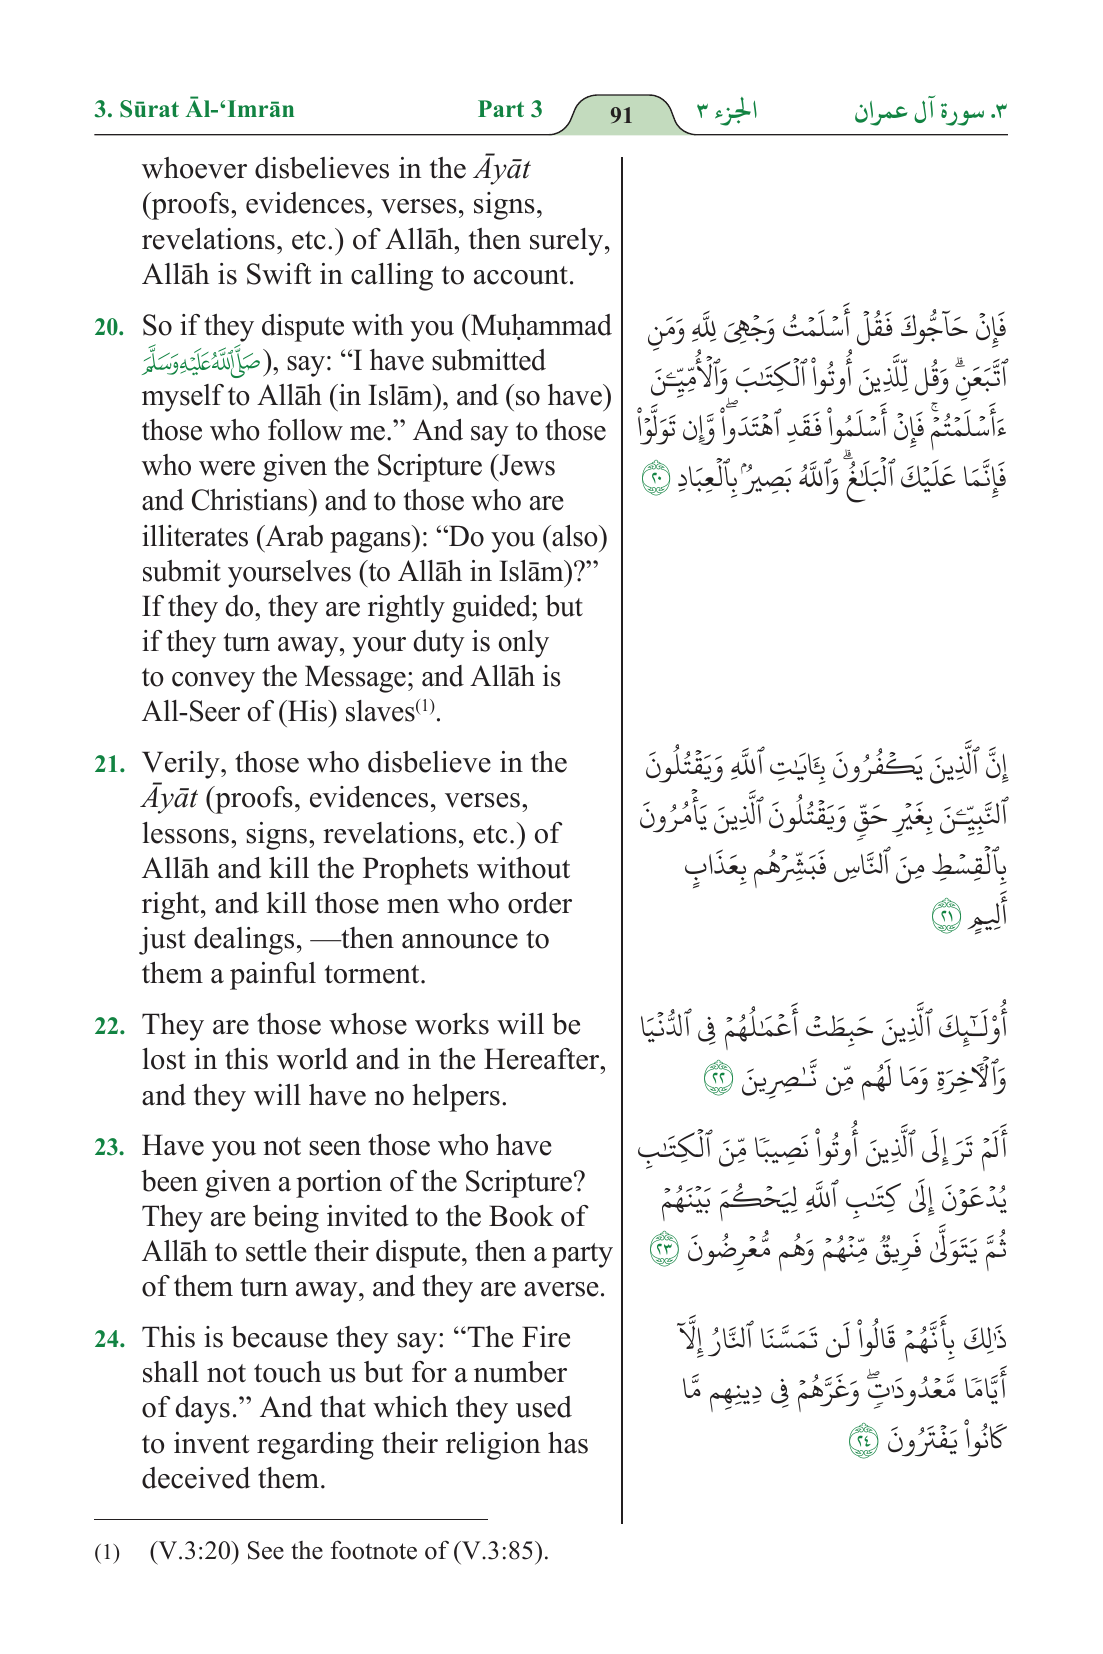 3. Sūrat Āl-‘Imrān
Part 3
91
الجزء ٣
٣. سورة آل عمران
whoever disbelieves in the Āyāt
(proofs, evidences, verses, signs,
revelations, etc.) of Allāh, then surely,
Allāh is Swift in calling to account.
20. So if they dispute with you (Muḥammad
ﷺ), say: “I have submitted
myself to Allāh (in Islām), and (so have)
those who follow me.” And say to those
who were given the Scripture (Jews
and Christians) and to those who are
illiterates (Arab pagans): “Do you (also)
submit yourselves (to Allāh in Islām)?”
If they do, they are rightly guided; but
if they turn away, your duty is only
to convey the Message; and Allāh is
All-Seer of (His) slaves(1).
فَإِنْ حَآجُّوكَ فَقُلْ أَسْلَمْتُ وَجْهِىَ لِلَّهِ وَمَنِ
ٱتَّبَعَنِ ۗ وَقُل لِّلَّذِينَ أُوتُوا۟ ٱلْكِتَٰبَ وَٱلْأُمِّيِّـۧنَ
ءَأَسْلَمْتُمْ ۚ فَإِنْ أَسْلَمُوا۟ فَقَدِ ٱهْتَدَوا۟ ۖ وَّإِن تَوَلَّوْا۟
فَإِنَّمَا عَلَيْكَ ٱلْبَلَٰغُ ۗ وَٱللَّهُ بَصِيرٌۢ بِٱلْعِبَادِ ٢٠
21. Verily, those who disbelieve in the
Āyāt (proofs, evidences, verses,
lessons, signs, revelations, etc.) of
Allāh and kill the Prophets without
right, and kill those men who order
just dealings, —then announce to
them a painful torment.
إِنَّ ٱلَّذِينَ يَكْفُرُونَ بِـَٔايَٰتِ ٱللَّهِ وَيَقْتُلُونَ
ٱلنَّبِيِّـۧنَ بِغَيْرِ حَقٍّ وَيَقْتُلُونَ ٱلَّذِينَ يَأْمُرُونَ
بِٱلْقِسْطِ مِنَ ٱلنَّاسِ فَبَشِّرْهُم بِعَذَابٍ
أَلِيمٍ ٢١
22. They are those whose works will be
lost in this world and in the Hereafter,
and they will have no helpers.
أُو۟لَٰٓئِكَ ٱلَّذِينَ حَبِطَتْ أَعْمَٰلُهُمْ فِى ٱلدُّنْيَا
وَٱلْـَٔاخِرَةِ وَمَا لَهُم مِّن نَّٰصِرِينَ ٢٢
23. Have you not seen those who have
been given a portion of the Scripture?
They are being invited to the Book of
Allāh to settle their dispute, then a party
of them turn away, and they are averse.
أَلَمْ تَرَ إِلَى ٱلَّذِينَ أُوتُوا۟ نَصِيبًا مِّنَ ٱلْكِتَٰبِ
يُدْعَوْنَ إِلَىٰ كِتَٰبِ ٱللَّهِ لِيَحْكُمَ بَيْنَهُمْ
ثُمَّ يَتَوَلَّىٰ فَرِيقٌ مِّنْهُمْ وَهُم مُّعْرِضُونَ ٢٣
24. This is because they say: “The Fire
shall not touch us but for a number
of days.” And that which they used
to invent regarding their religion has
deceived them.
ذَٰلِكَ بِأَنَّهُمْ قَالُوا۟ لَن تَمَسَّنَا ٱلنَّارُ إِلَّآ
أَيَّامًا مَّعْدُودَٰتٍ ۖ وَغَرَّهُمْ فِى دِينِهِم مَّا
كَانُوا۟ يَفْتَرُونَ ٢٤
(1) (V.3:20) See the footnote of (V.3:85).